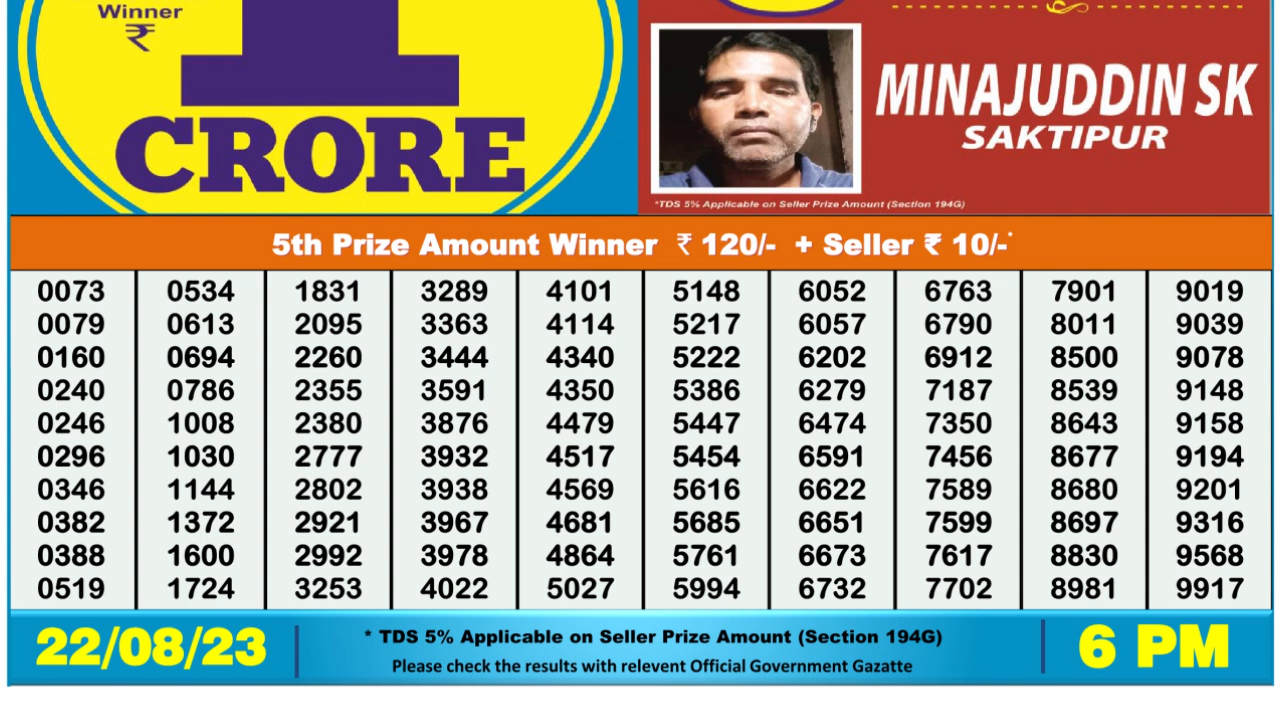 Winner
₹
1
CRORE
MINAJUDDIN SK
SAKTIPUR
*TDS 5% Applicable on Seller Prize Amount (Section 194G)
5th Prize Amount Winner ₹ 120/- + Seller ₹ 10/-*
0073 0534 1831 3289 4101 5148 6052 6763 7901 9019
0079 0613 2095 3363 4114 5217 6057 6790 8011 9039
0160 0694 2260 3444 4340 5222 6202 6912 8500 9078
0240 0786 2355 3591 4350 5386 6279 7187 8539 9148
0246 1008 2380 3876 4479 5447 6474 7350 8643 9158
0296 1030 2777 3932 4517 5454 6591 7456 8677 9194
0346 1144 2802 3938 4569 5616 6622 7589 8680 9201
0382 1372 2921 3967 4681 5685 6651 7599 8697 9316
0388 1600 2992 3978 4864 5761 6673 7617 8830 9568
0519 1724 3253 4022 5027 5994 6732 7702 8981 9917
22/08/23
* TDS 5% Applicable on Seller Prize Amount (Section 194G)
Please check the results with relevent Official Government Gazatte
6 PM